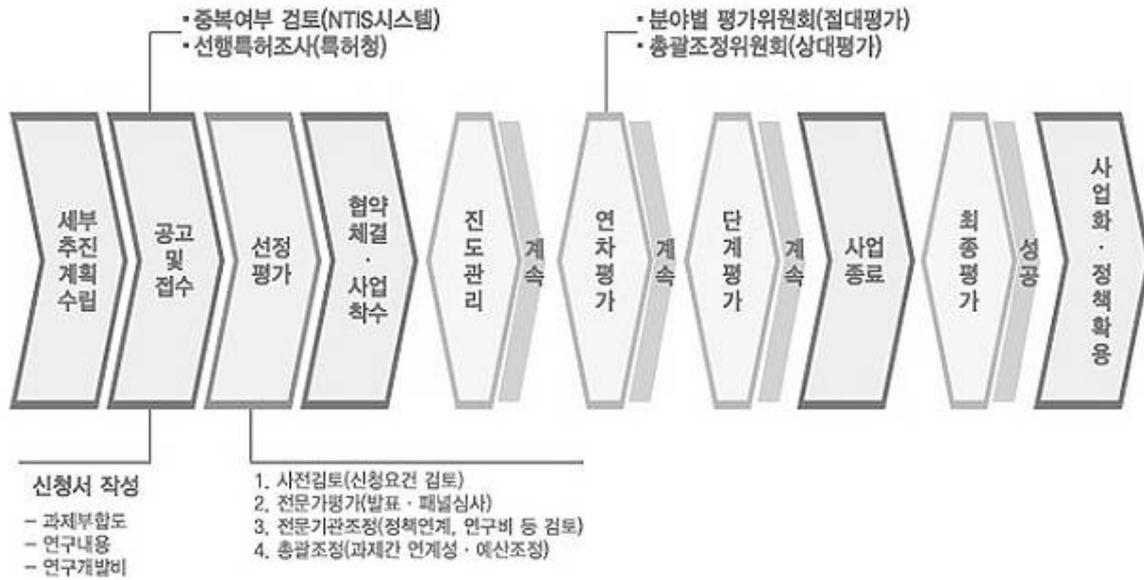 ▪ 중복여부 검토(NTIS시스템)
▪ 선행특허조사(특허청)
▪ 분야별 평가위원회(절대평가)
▪ 총괄조정위원회(상대평가)
세부
추진
계획
수립
공고
및
접수
선정
평가
협약
체결
·
사업
착수
진도관리
계속
연차평가
계속
단계평가
계속
사업
종료
최종평가
성공
사업화·정책확용
신청서 작성
– 과제부합도
– 연구내용
– 연구개발비
1. 사전검토(신청요건 검토)
2. 전문가평가(발표 · 패널심사)
3. 전문기관조정(정책연계, 연구비 등 검토)
4. 총괄조정(과제간 연계성 · 예산조정)